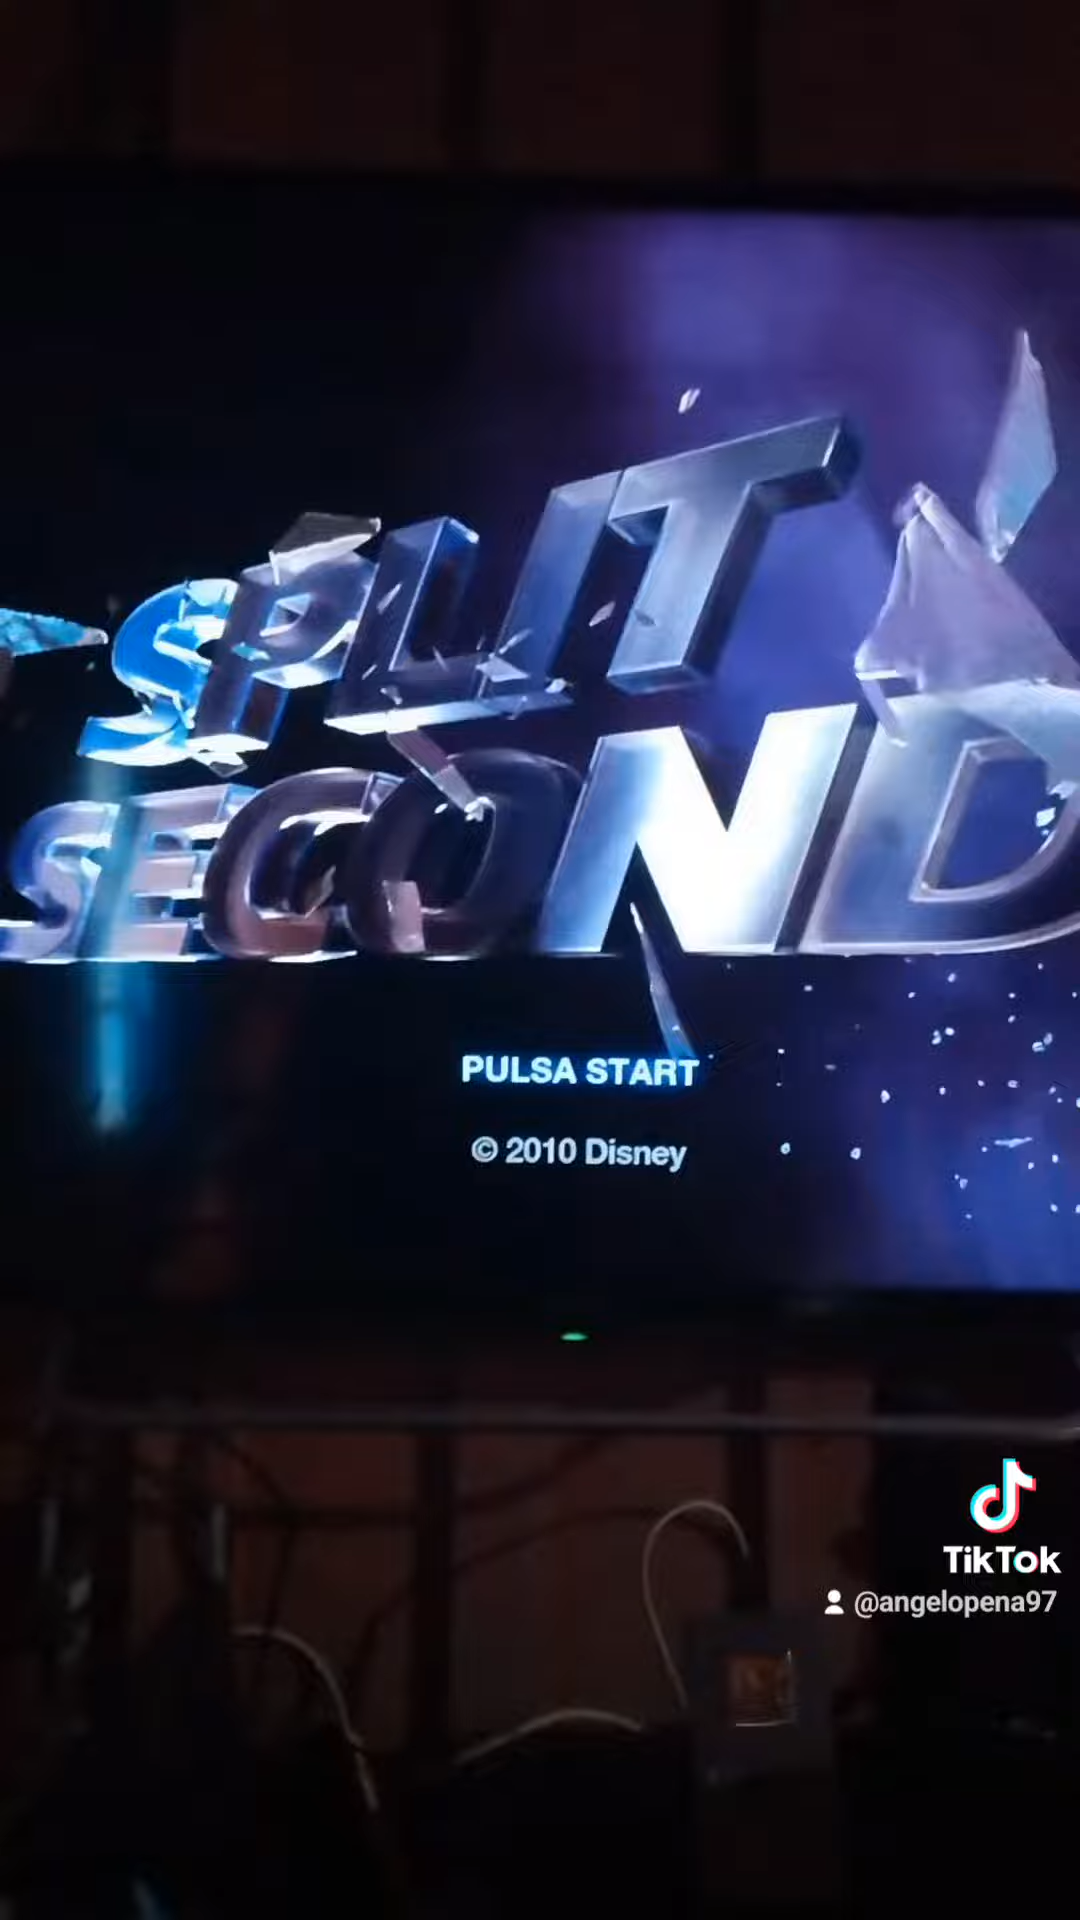 SPLIT
SECOND
PULSA START
© 2010 Disney
TikTok
@angelopena97